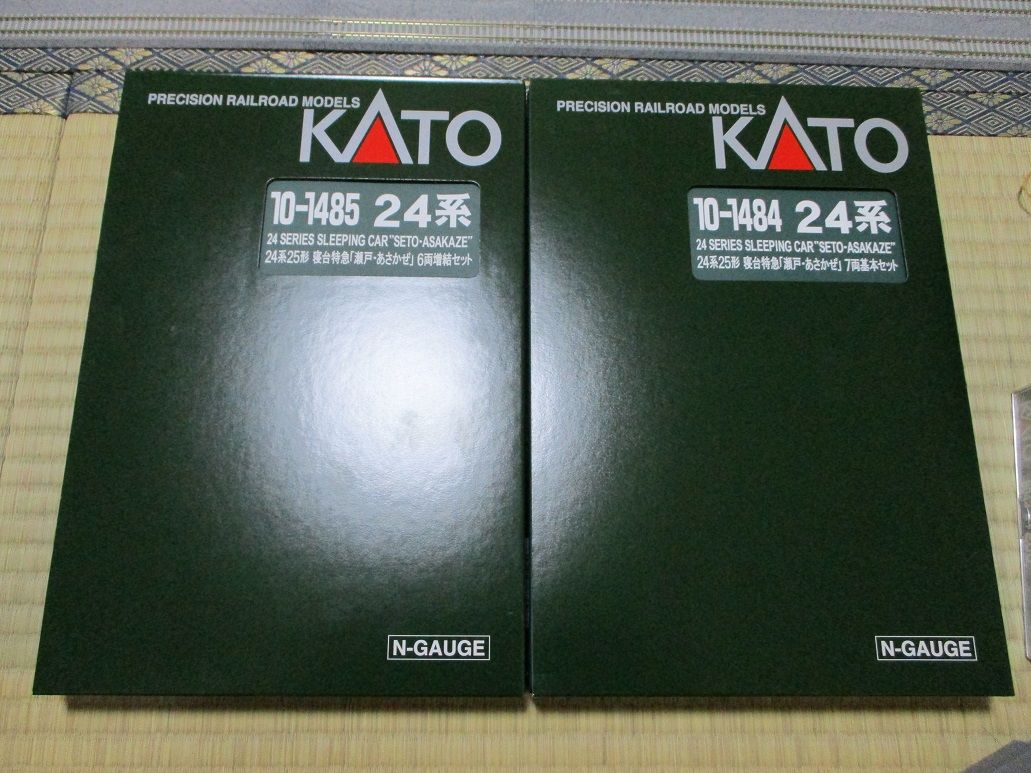 PRECISION RAILROAD MODELS
KATO
10-1485 24系
24 SERIES SLEEPING CAR "SETO-ASAKAZE"
24系25形 寝台特急「瀬戸・あさかぜ」 6両増結セット
N-GAUGE
PRECISION RAILROAD MODELS
KATO
10-1484 24系
24 SERIES SLEEPING CAR "SETO-ASAKAZE"
24系25形 寝台特急「瀬戸・あさかぜ」 7両基本セット
N-GAUGE